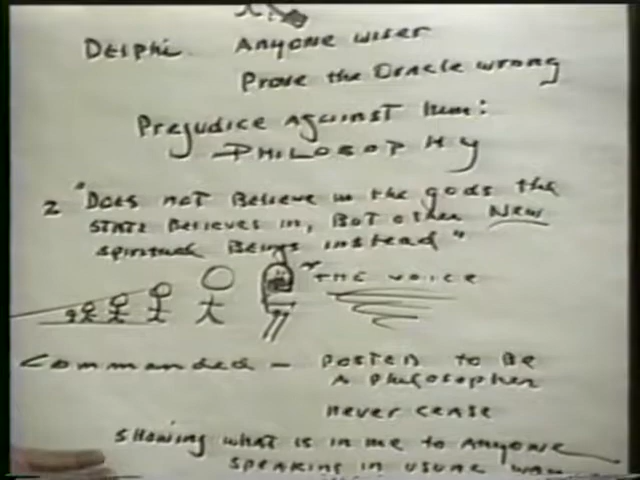 Delphi. Anyone wiser
Prove the Oracle wrong
Prejudice against him:
PHILOSOPHY
2 "Does not Believe in the gods the
STATE Believes in, But other New
spiritual Beings instead"
"THE VOICE
Commanded — posted to be
a philosopher
never cease
showing what is in me to anyone
speaking in usual way